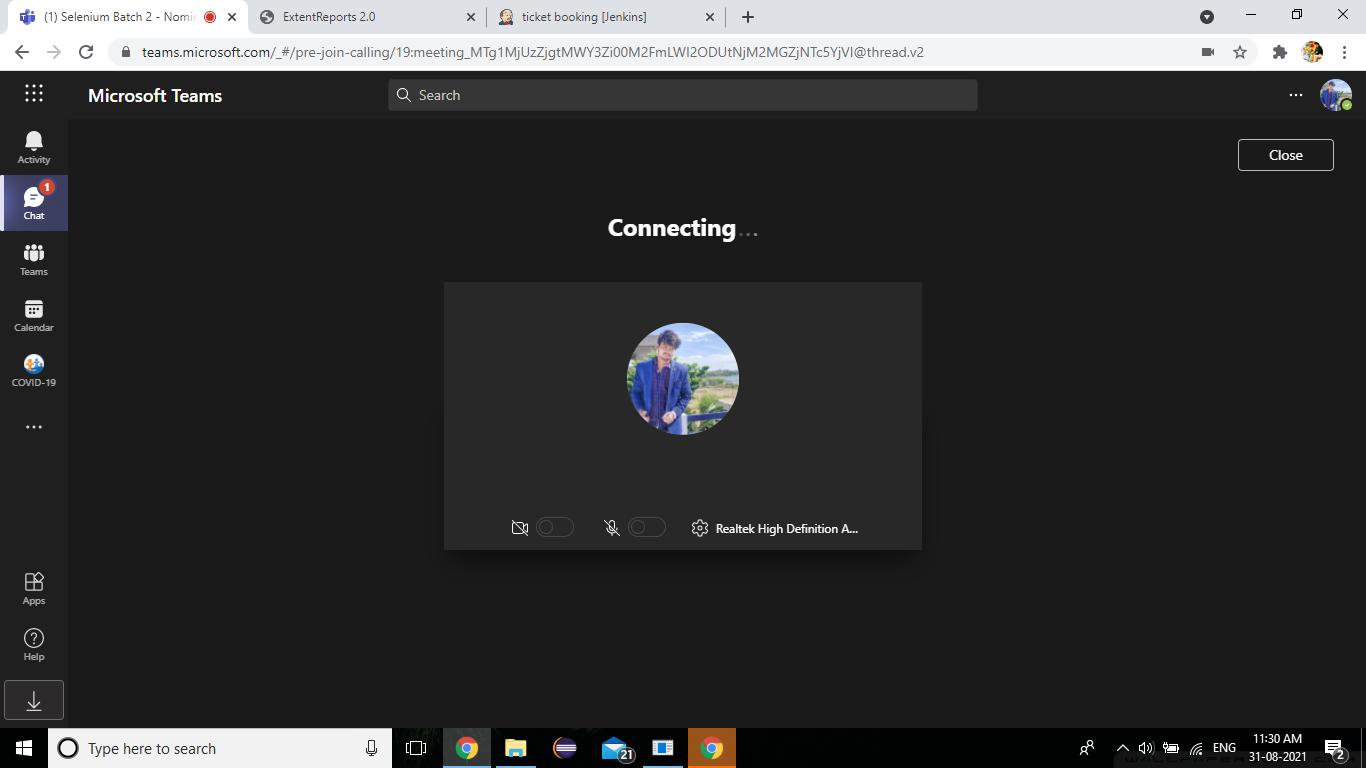 (1) Selenium Batch 2 - Nomi
ExtentReports 2.0
ticket booking [Jenkins]
teams.microsoft.com/_#/pre-join-calling/19:meeting_MTg1MjUzZjgtMWY3Zi00M2FmLWI2ODUtNjM2MGZjNTc5YjVl@thread.v2
Microsoft Teams
Search
Activity
1
Chat
Teams
Calendar
COVID-19
Apps
Help
Close
Connecting...
Realtek High Definition A...
Type here to search
21
ENG
11:30 AM
31-08-2021
2